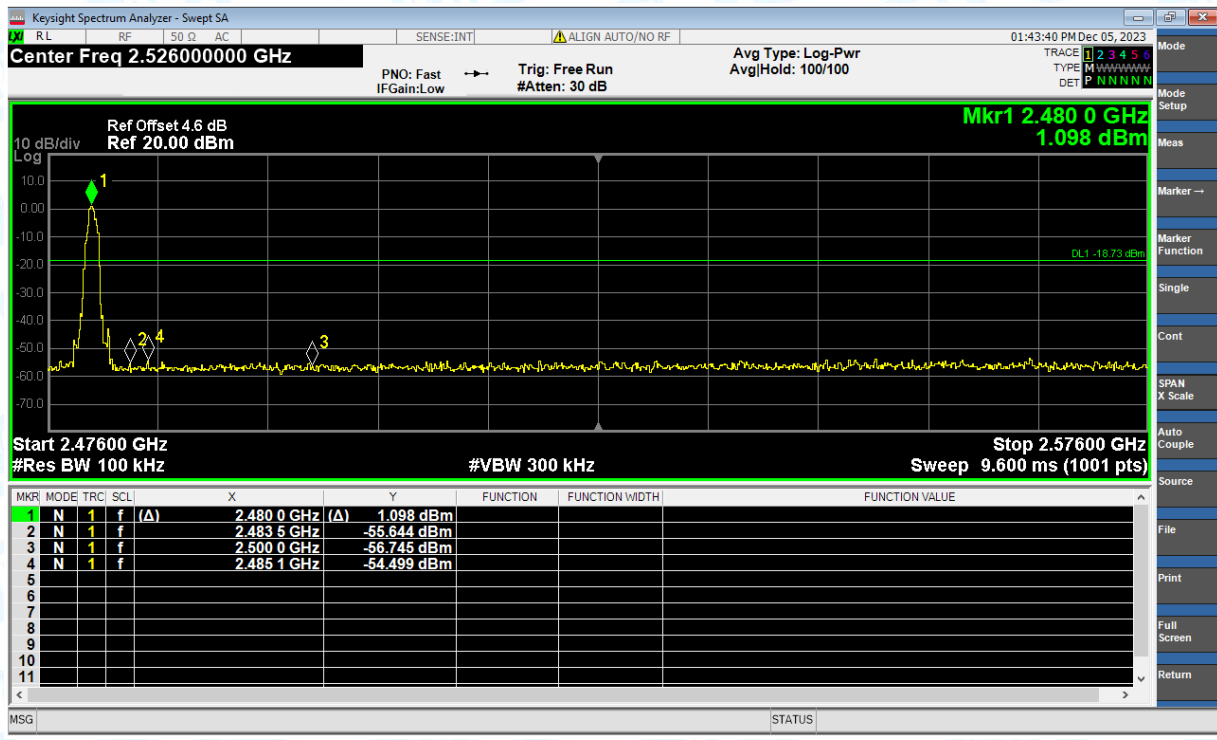 Keysight Spectrum Analyzer - Swept SA
LXI RL RF 50 Ω AC SENSE:INT ALIGN AUTO/NO RF 01:43:40 PM Dec 05, 2023
Center Freq 2.526000000 GHz
PNO: Fast
IFGain:Low
Trig: Free Run
#Atten: 30 dB
Avg Type: Log-Pwr
Avg|Hold: 100/100
TRACE 1 2 3 4 5 6
TYPE M W W W W W
DET P N N N N N
Mkr1 2.480 0 GHz
1.098 dBm
Ref Offset 4.6 dB
10 dB/div Ref 20.00 dBm
Log
10.0
0.00
-10.0
-20.0
-30.0
-40.0
-50.0
-60.0
-70.0
1
2
4
3
DL1 -18.73 dBm
Start 2.47600 GHz Stop 2.57600 GHz
#Res BW 100 kHz #VBW 300 kHz Sweep 9.600 ms (1001 pts)
MKR MODE TRC SCL X Y FUNCTION FUNCTION WIDTH FUNCTION VALUE
1 N 1 f (Δ) 2.480 0 GHz (Δ) 1.098 dBm
2 N 1 f 2.483 5 GHz -55.644 dBm
3 N 1 f 2.500 0 GHz -56.745 dBm
4 N 1 f 2.485 1 GHz -54.499 dBm
5
6
7
8
9
10
11
MSG STATUS
Mode
Mode
Setup
Meas
Marker →
Marker
Function
Single
Cont
SPAN
X Scale
Auto
Couple
Source
File
Print
Full
Screen
Return